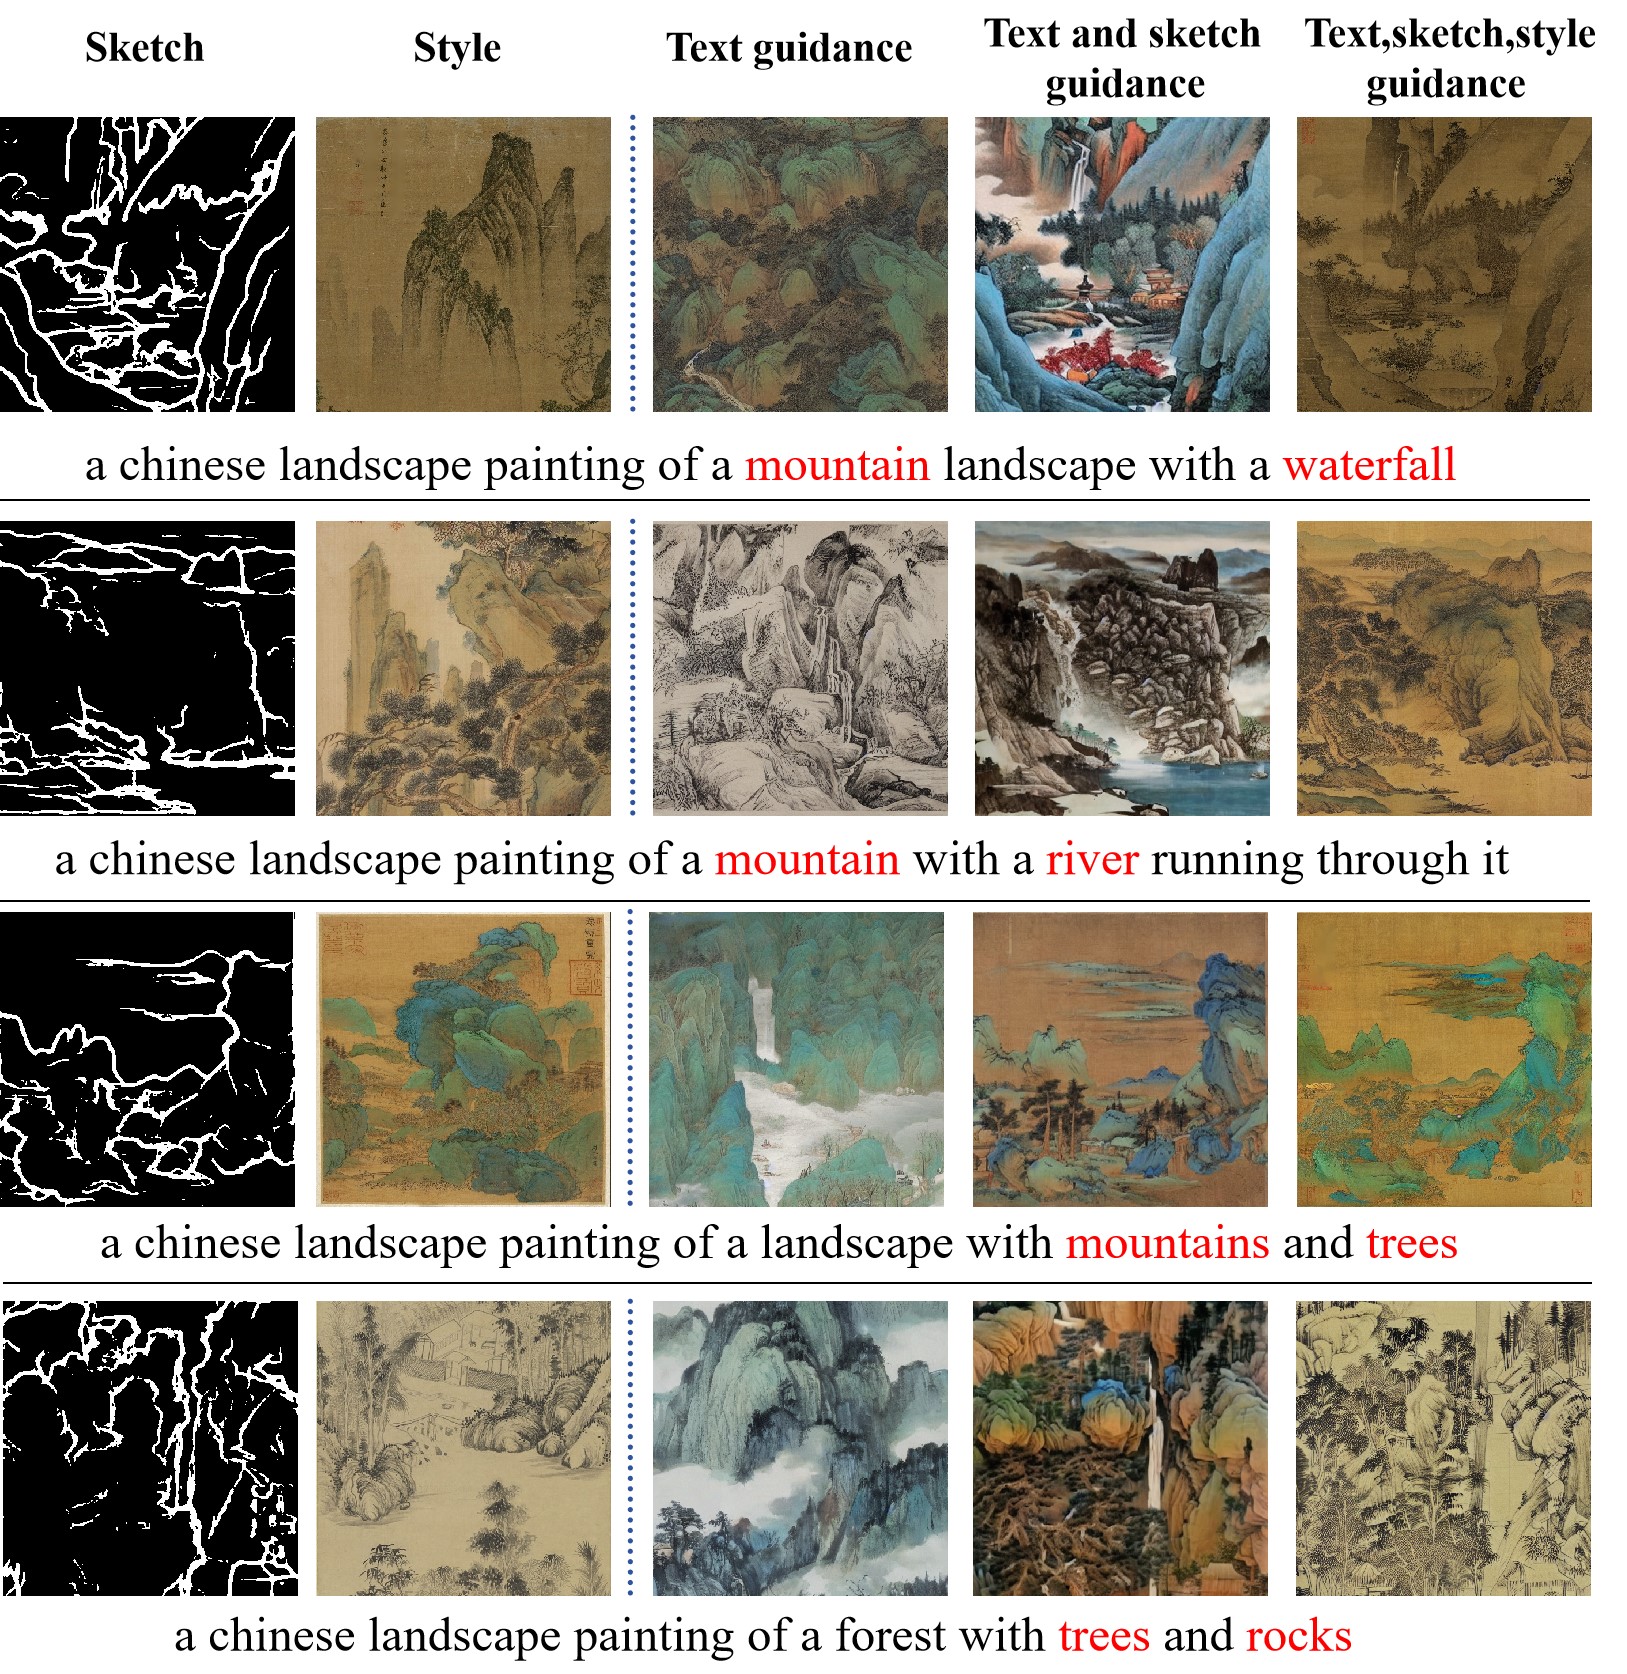 Sketch
Style
Text guidance
Text and sketch
guidance
Text,sketch,style
guidance
a chinese landscape painting of a mountain landscape with a waterfall
a chinese landscape painting of a mountain with a river running through it
a chinese landscape painting of a landscape with mountains and trees
a chinese landscape painting of a forest with trees and rocks